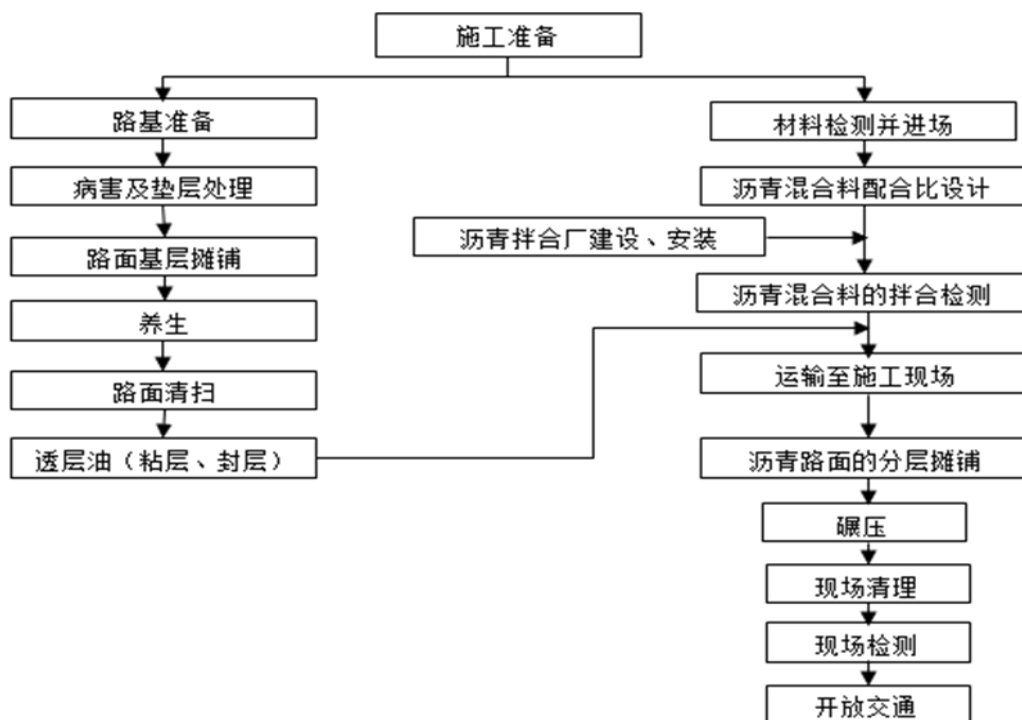 施工准备
路基准备
病害及垫层处理
路面基层摊铺
养生
路面清扫
透层油（粘层、封层）
材料检测并进场
沥青混合料配合比设计
沥青拌合厂建设、安装
沥青混合料的拌合检测
运输至施工现场
沥青路面的分层摊铺
碾压
现场清理
现场检测
开放交通